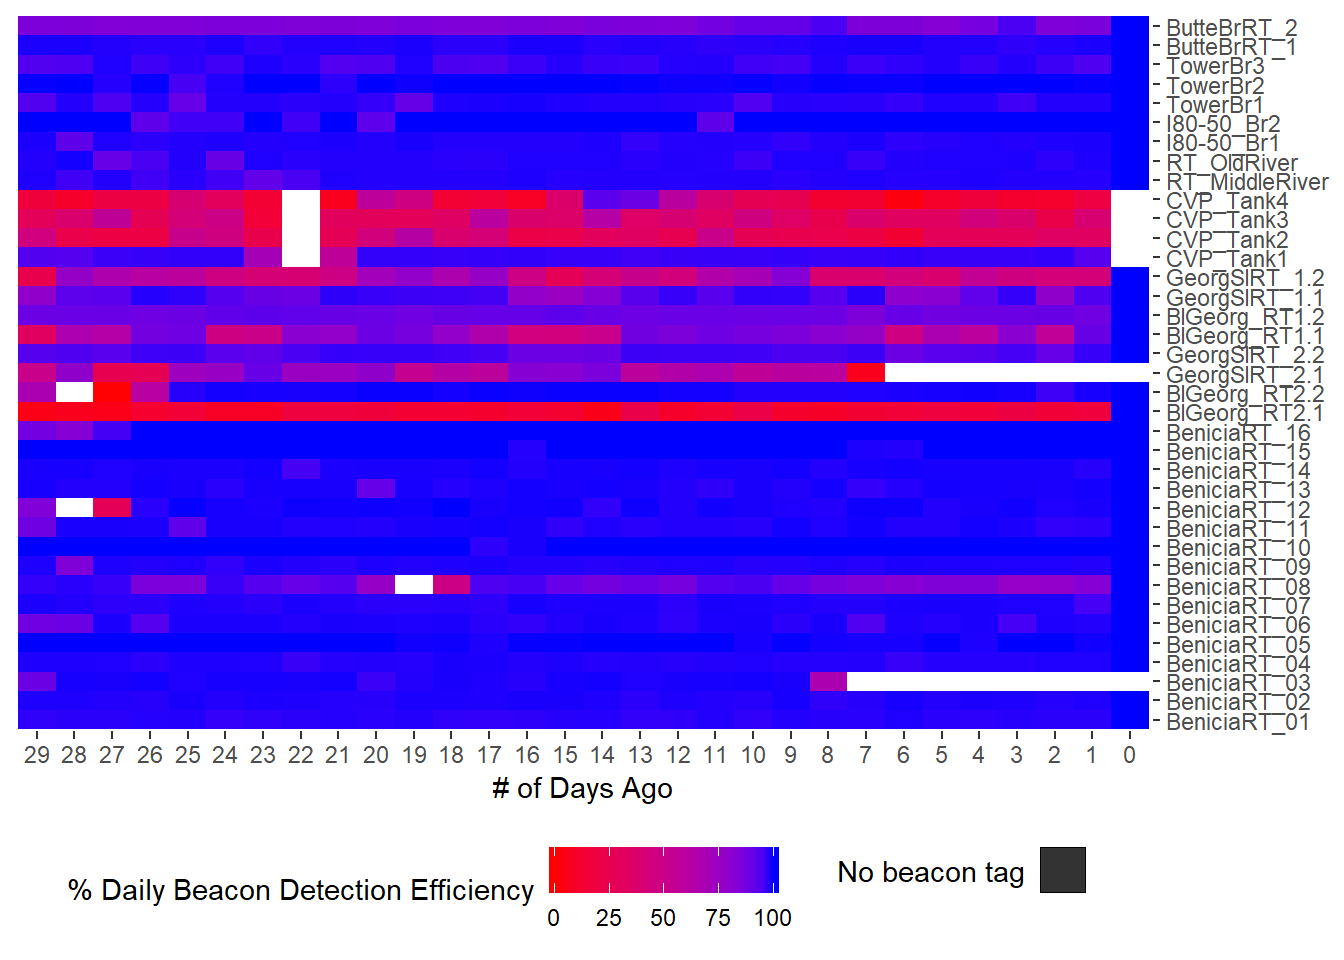 ButteBrRT_2
ButteBrRT_1
TowerBr3
TowerBr2
TowerBr1
I80-50_Br2
I80-50_Br1
RT_OldRiver
RT_MiddleRiver
CVP_Tank4
CVP_Tank3
CVP_Tank2
CVP_Tank1
GeorgSlRT_1.2
GeorgSlRT_1.1
BlGeorg_RT1.2
BlGeorg_RT1.1
GeorgSlRT_2.2
GeorgSlRT_2.1
BlGeorg_RT2.2
BlGeorg_RT2.1
BeniciaRT_16
BeniciaRT_15
BeniciaRT_14
BeniciaRT_13
BeniciaRT_12
BeniciaRT_11
BeniciaRT_10
BeniciaRT_09
BeniciaRT_08
BeniciaRT_07
BeniciaRT_06
BeniciaRT_05
BeniciaRT_04
BeniciaRT_03
BeniciaRT_02
BeniciaRT_01
29 28 27 26 25 24 23 22 21 20 19 18 17 16 15 14 13 12 11 10 9 8 7 6 5 4 3 2 1 0
# of Days Ago
% Daily Beacon Detection Efficiency
0 25 50 75 100
No beacon tag